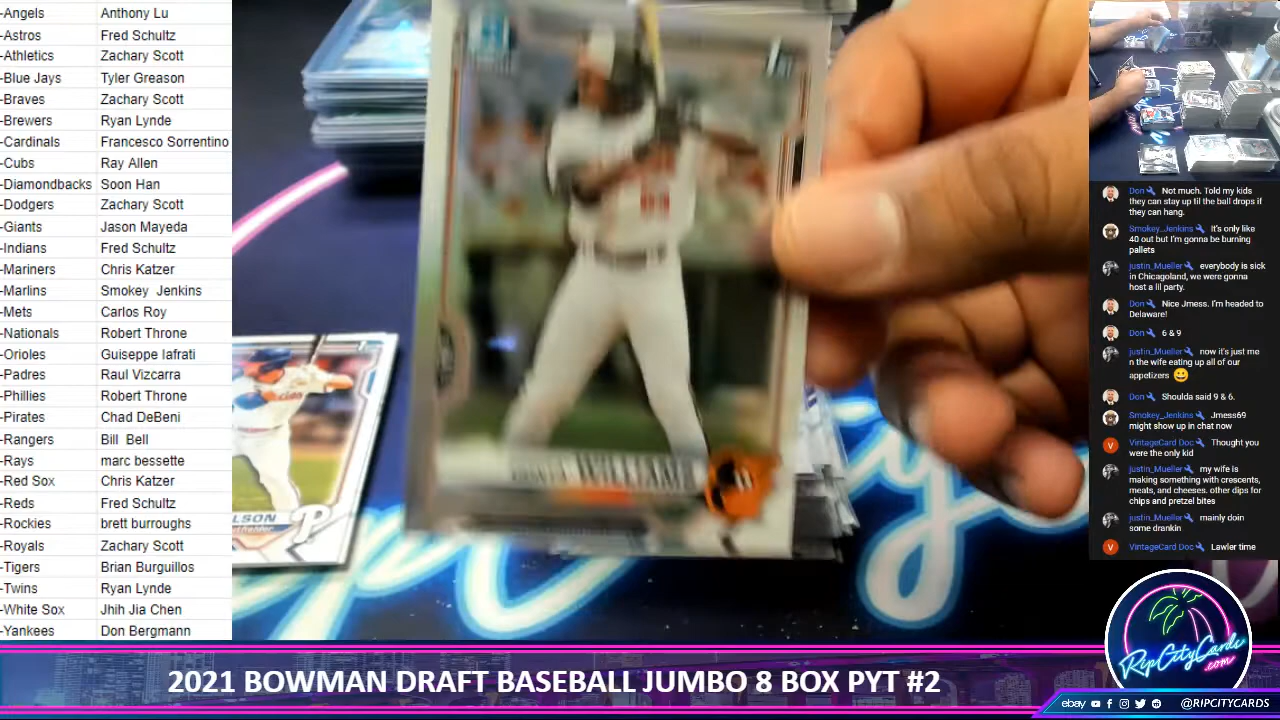 -Angels Anthony Lu
-Astros Fred Schultz
-Athletics Zachary Scott
-Blue Jays Tyler Greason
-Braves Zachary Scott
-Brewers Ryan Lynde
-Cardinals Francesco Sorrentino
-Cubs Ray Allen
-Diamondbacks Soon Han
-Dodgers Zachary Scott
-Giants Jason Mayeda
-Indians Fred Schultz
-Mariners Chris Katzer
-Marlins Smokey Jenkins
-Mets Carlos Roy
-Nationals Robert Throne
-Orioles Guiseppe Iafrati
-Padres Raul Vizcarra
-Phillies Robert Throne
-Pirates Chad DeBeni
-Rangers Bill Bell
-Rays marc bessette
-Red Sox Chris Katzer
-Reds Fred Schultz
-Rockies brett burroughs
-Royals Zachary Scott
-Tigers Brian Burguillos
-Twins Ryan Lynde
-White Sox Jhih Jia Chen
-Yankees Don Bergmann
LSON
P
WILLIAM
Don Not much. Told my kids
they can stay up til the ball drops if
they can hang.
Smokey_Jenkins It's only like
40 out but I'm gonna be burning
pallets
justin_Mueller everybody is sick
in Chicagoland, we were gonna
host a lil party.
Don Nice Jmess. I'm headed to
Delaware!
Don 6 & 9
justin_Mueller now it's just me
n the wife eating up all of our
appetizers 😀
Don Shoulda said 9 & 6.
Smokey_Jenkins Jmess69
might show up in chat now
V VintageCard Doc Thought you
were the only kid
justin_Mueller my wife is
making something with crescents,
meats, and cheeses. other dips for
chips and pretzel bites
justin_Mueller mainly doin
some drankin
V VintageCard Doc Lawler time
RipCityCards
.com
2021 BOWMAN DRAFT BASEBALL JUMBO 8 BOX PYT #2
ebay @RIPCITYCARDS